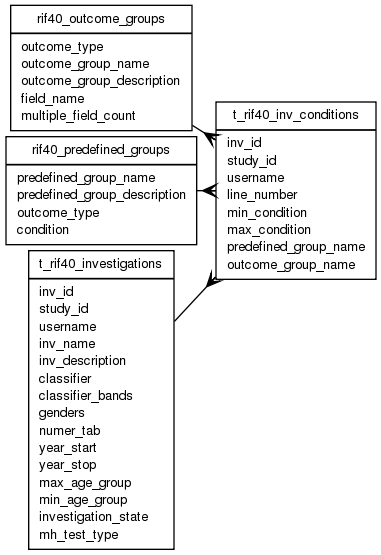 rif40_outcome_groups
outcome_type
outcome_group_name
outcome_group_description
field_name
multiple_field_count
rif40_predefined_groups
predefined_group_name
predefined_group_description
outcome_type
condition
t_rif40_investigations
inv_id
study_id
username
inv_name
inv_description
classifier
classifier_bands
genders
numer_tab
year_start
year_stop
max_age_group
min_age_group
investigation_state
mh_test_type
t_rif40_inv_conditions
inv_id
study_id
username
line_number
min_condition
max_condition
predefined_group_name
outcome_group_name